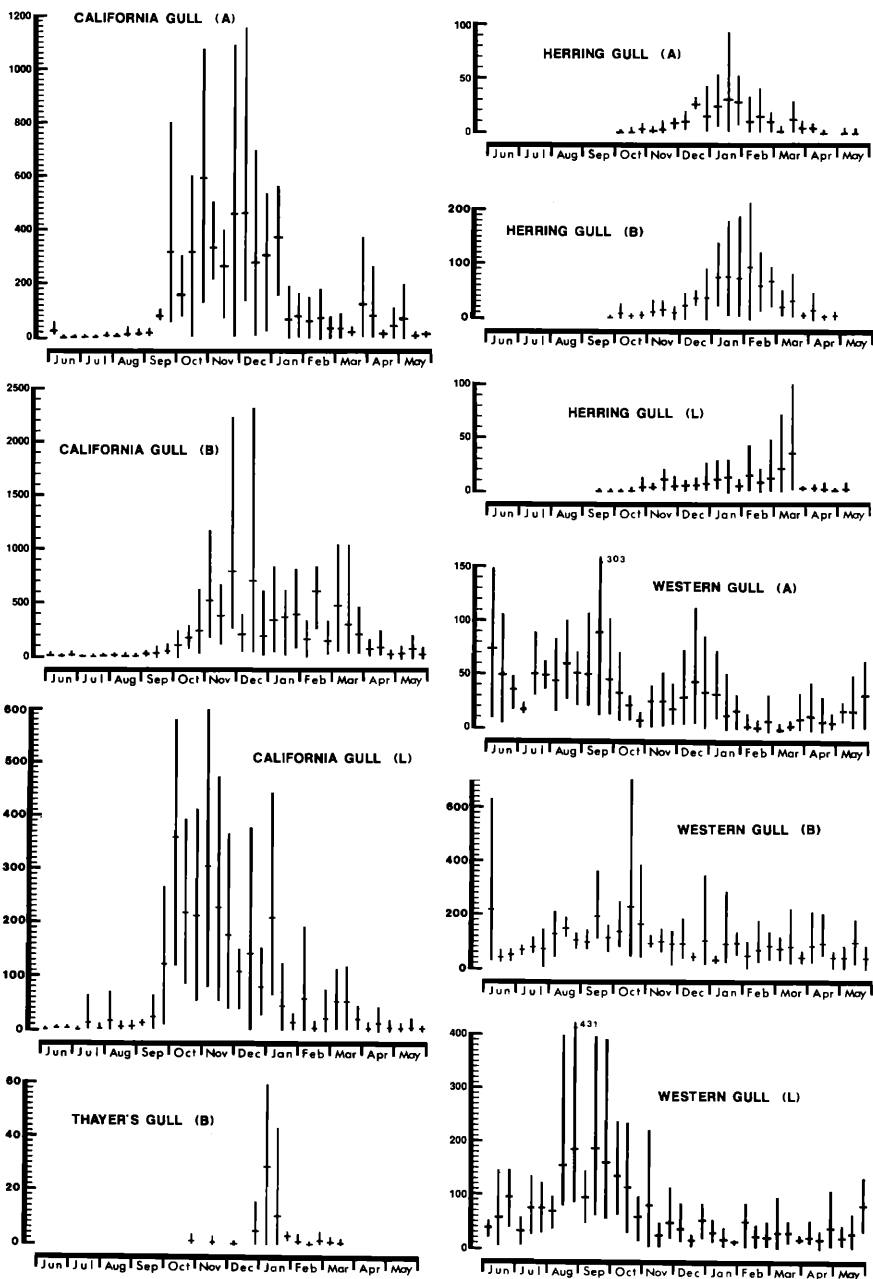 CALIFORNIA GULL (A)
1200
1000
800
600
400
200
0
Jun Jul Aug Sep Oct Nov Dec Jan Feb Mar Apr May
CALIFORNIA GULL (B)
2500
2000
1500
1000
500
0
Jun Jul Aug Sep Oct Nov Dec Jan Feb Mar Apr May
CALIFORNIA GULL (L)
600
500
400
300
200
100
0
Jun Jul Aug Sep Oct Nov Dec Jan Feb Mar Apr May
THAYER'S GULL (B)
60
40
20
0
Jun Jul Aug Sep Oct Nov Dec Jan Feb Mar Apr May
HERRING GULL (A)
100
50
0
Jun Jul Aug Sep Oct Nov Dec Jan Feb Mar Apr May
HERRING GULL (B)
200
100
0
Jun Jul Aug Sep Oct Nov Dec Jan Feb Mar Apr May
HERRING GULL (L)
100
50
0
Jun Jul Aug Sep Oct Nov Dec Jan Feb Mar Apr May
WESTERN GULL (A)
303
150
100
50
0
Jun Jul Aug Sep Oct Nov Dec Jan Feb Mar Apr May
WESTERN GULL (B)
600
400
200
0
Jun Jul Aug Sep Oct Nov Dec Jan Feb Mar Apr May
WESTERN GULL (L)
431
400
300
200
100
0
Jun Jul Aug Sep Oct Nov Dec Jan Feb Mar Apr May